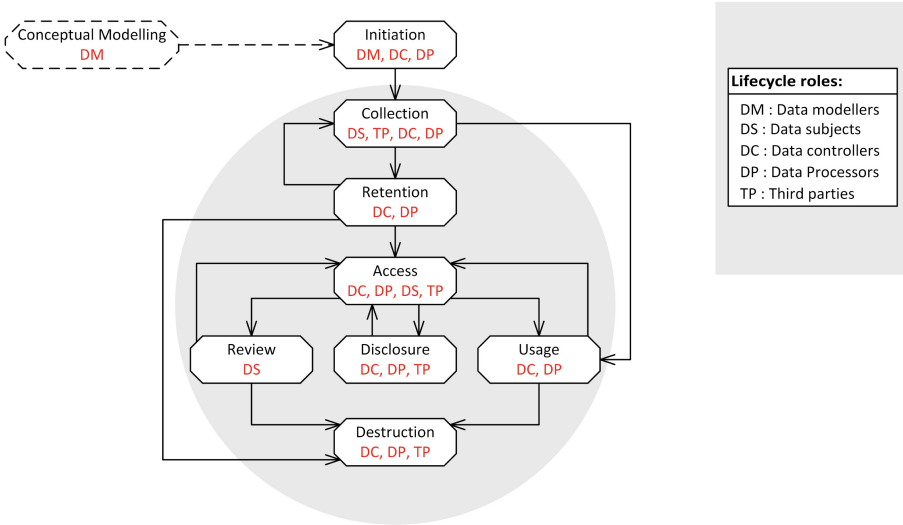 Conceptual Modelling
DM
Initiation
DM, DC, DP
Collection
DS, TP, DC, DP
Retention
DC, DP
Access
DC, DP, DS, TP
Review
DS
Disclosure
DC, DP, TP
Usage
DC, DP
Destruction
DC, DP, TP
Lifecycle roles:
DM : Data modellers
DS : Data subjects
DC : Data controllers
DP : Data Processors
TP : Third parties